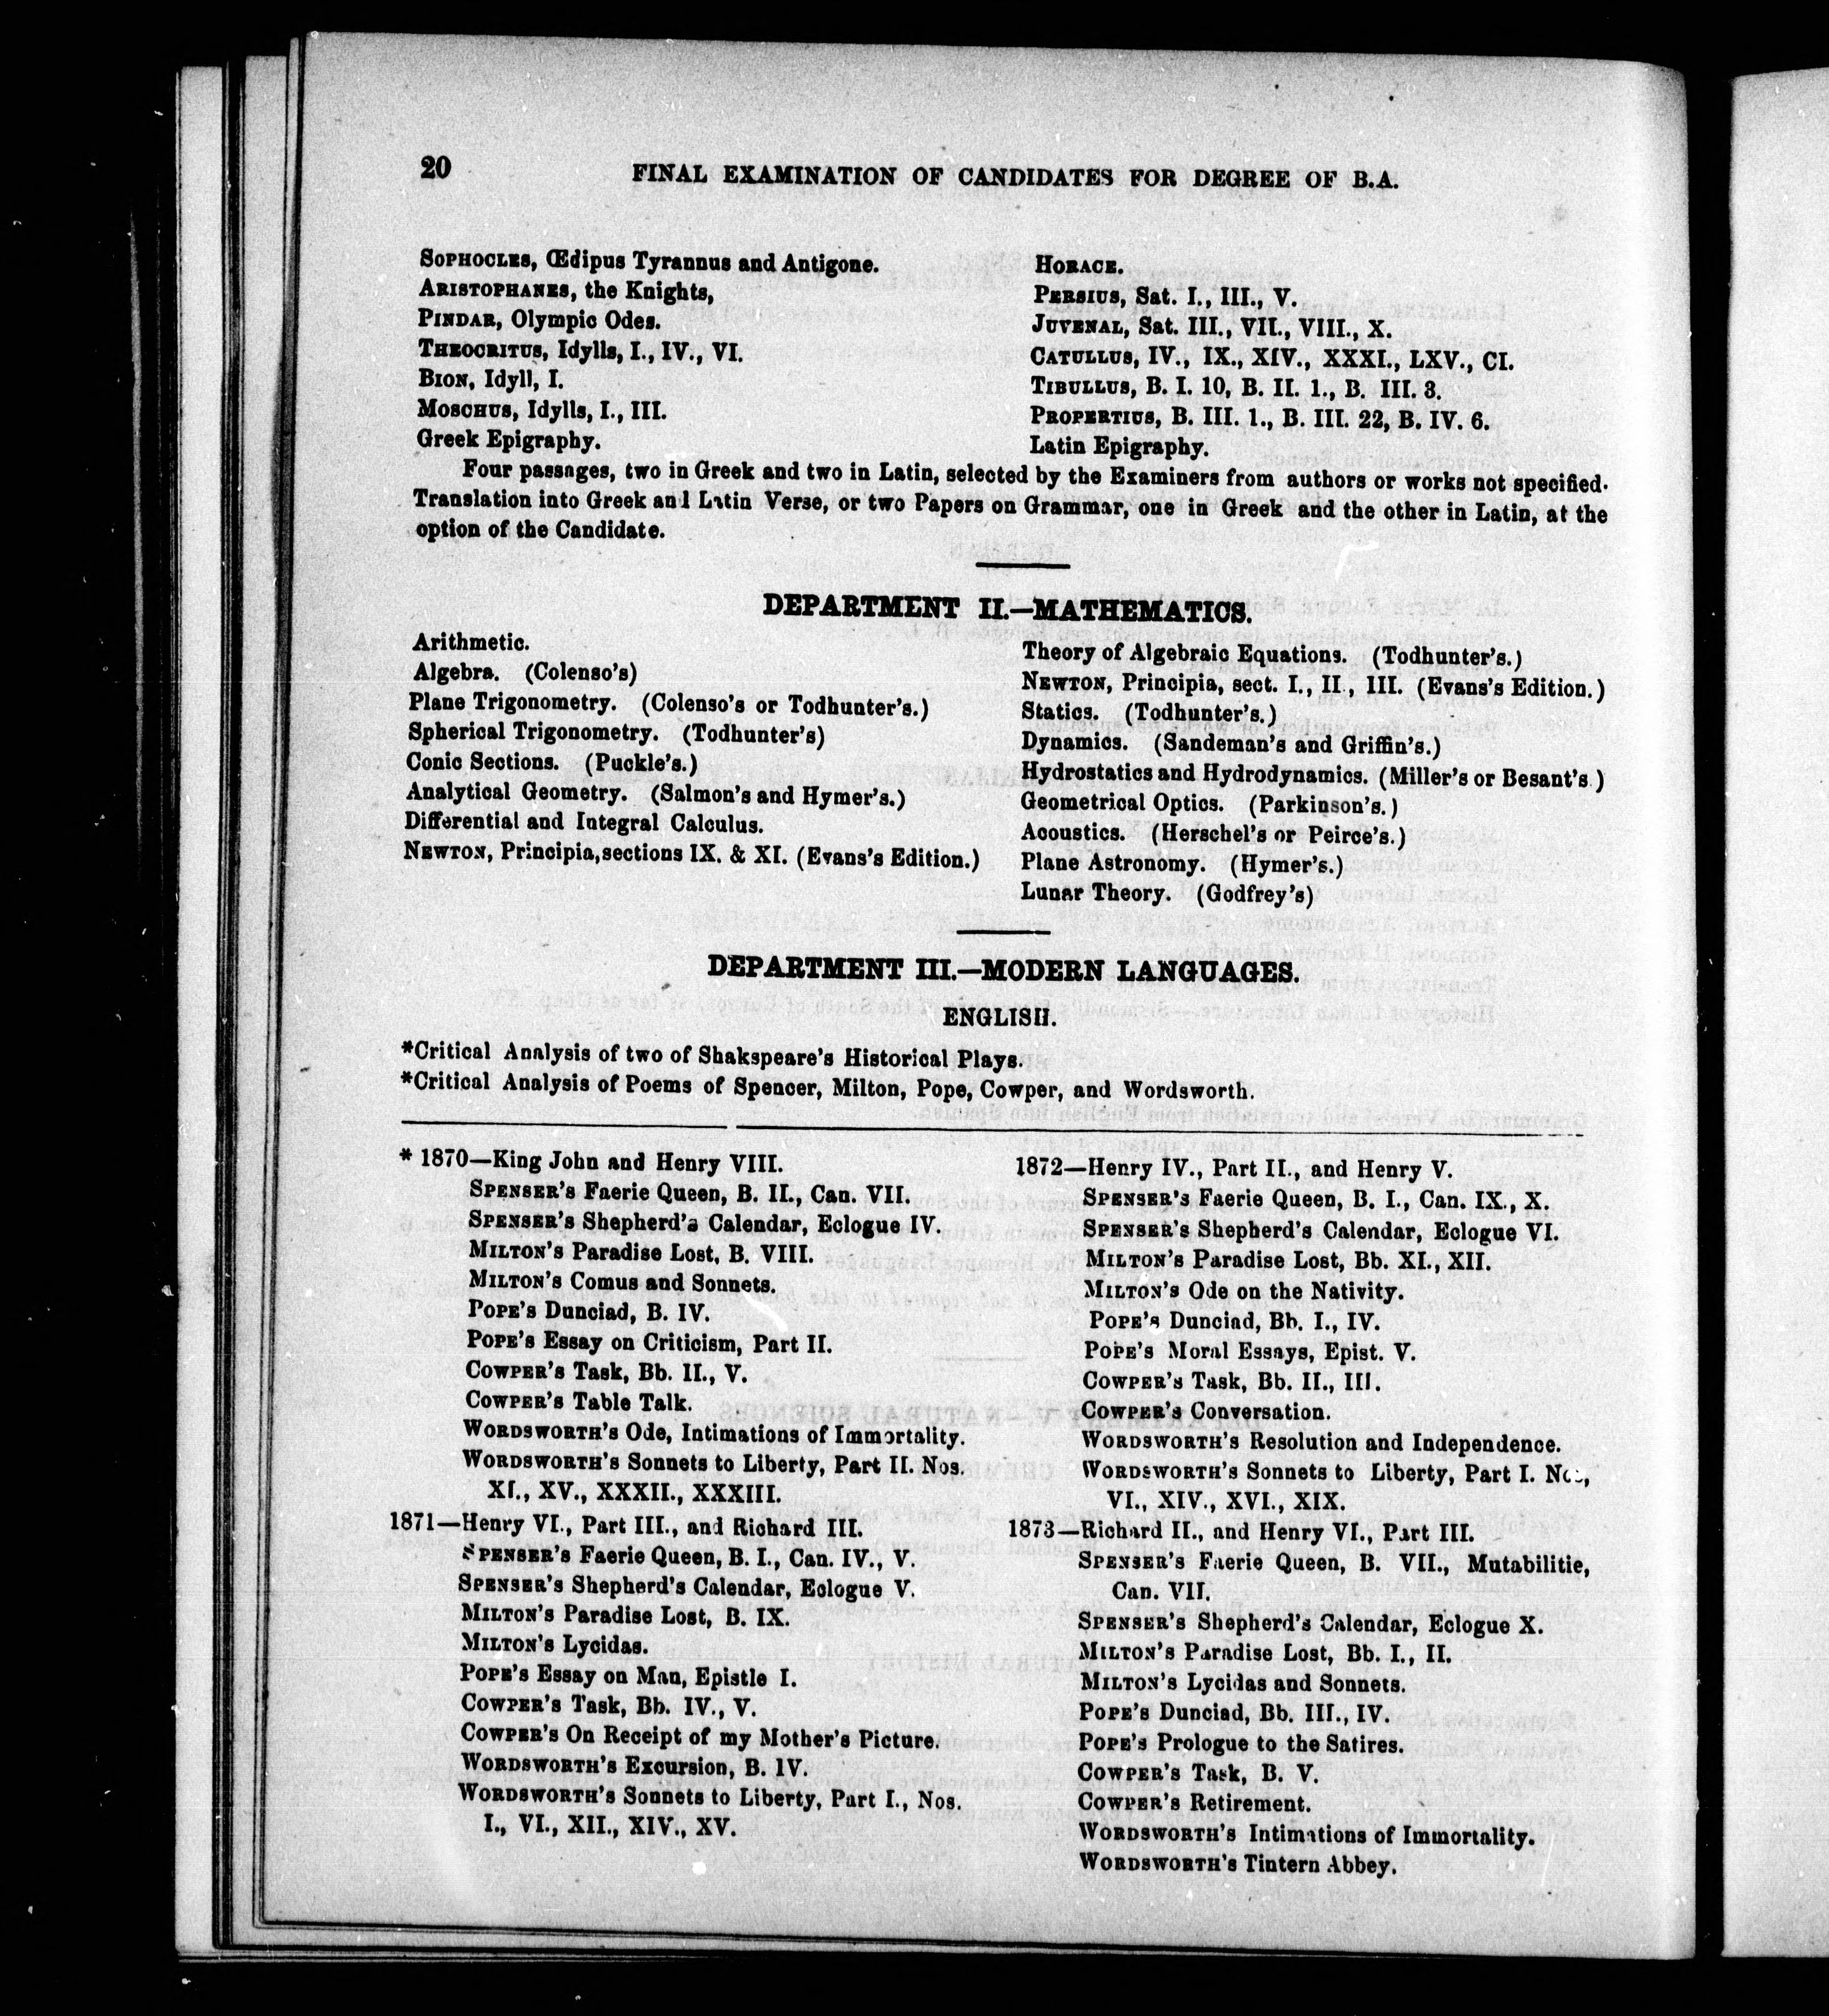 20
FINAL EXAMINATION OF CANDIDATES FOR DEGREE OF B.A.
SOPHOCLES, Œdipus Tyrannus and Antigone.
ARISTOPHANES, the Knights,
PINDAR, Olympic Odes.
THEOCRITUS, Idylls, I., IV., VI.
BION, Idyll, I.
MOSCHUS, Idylls, I., III.
Greek Epigraphy.
HORACE.
PERSIUS, Sat. I., III., V.
JUVENAL, Sat. III., VII., VIII., X.
CATULLUS, IV., IX., XIV., XXXI., LXV., CI.
TIBULLUS, B. I. 10, B. II. 1., B. III. 3.
PROPERTIUS, B. III. 1., B. III. 22, B. IV. 6.
Latin Epigraphy.
Four passages, two in Greek and two in Latin, selected by the Examiners from authors or works not specified.
Translation into Greek and Latin Verse, or two Papers on Grammar, one in Greek and the other in Latin, at the
option of the Candidate.
DEPARTMENT II.—MATHEMATICS.
Arithmetic.
Algebra. (Colenso's)
Plane Trigonometry. (Colenso's or Todhunter's.)
Spherical Trigonometry. (Todhunter's)
Conic Sections. (Puckle's.)
Analytical Geometry. (Salmon's and Hymer's.)
Differential and Integral Calculus.
NEWTON, Principia, sections IX. & XI. (Evans's Edition.)
Theory of Algebraic Equations. (Todhunter's.)
NEWTON, Principia, sect. I., II., III. (Evans's Edition.)
Statics. (Todhunter's.)
Dynamics. (Sandeman's and Griffin's.)
Hydrostatics and Hydrodynamics. (Miller's or Besant's.)
Geometrical Optics. (Parkinson's.)
Acoustics. (Herschel's or Peirce's.)
Plane Astronomy. (Hymer's.)
Lunar Theory. (Godfrey's)
DEPARTMENT III.—MODERN LANGUAGES.
ENGLISH.
*Critical Analysis of two of Shakspeare's Historical Plays.
*Critical Analysis of Poems of Spencer, Milton, Pope, Cowper, and Wordsworth.
* 1870—King John and Henry VIII.
SPENSER'S Faerie Queen, B. II., Can. VII.
SPENSER'S Shepherd's Calendar, Eclogue IV.
MILTON'S Paradise Lost, B. VIII.
MILTON'S Comus and Sonnets.
POPE'S Dunciad, B. IV.
POPE'S Essay on Criticism, Part II.
COWPER'S Task, Bb. II., V.
COWPER'S Table Talk.
WORDSWORTH'S Ode, Intimations of Immortality.
WORDSWORTH'S Sonnets to Liberty, Part II. Nos.
XI., XV., XXXII., XXXIII.
1871—Henry VI., Part III., and Richard III.
SPENSER'S Faerie Queen, B. I., Can. IV., V.
SPENSER'S Shepherd's Calendar, Eclogue V.
MILTON'S Paradise Lost, B. IX.
MILTON'S Lycidas.
POPE'S Essay on Man, Epistle I.
COWPER'S Task, Bb. IV., V.
COWPER'S On Receipt of my Mother's Picture.
WORDSWORTH'S Excursion, B. IV.
WORDSWORTH'S Sonnets to Liberty, Part I., Nos.
I., VI., XII., XIV., XV.
1872—Henry IV., Part II., and Henry V.
SPENSER'S Faerie Queen, B. I., Can. IX., X.
SPENSER'S Shepherd's Calendar, Eclogue VI.
MILTON'S Paradise Lost, Bb. XI., XII.
MILTON'S Ode on the Nativity.
POPE'S Dunciad, Bb. I., IV.
POPE'S Moral Essays, Epist. V.
COWPER'S Task, Bb. II., III.
COWPER'S Conversation.
WORDSWORTH'S Resolution and Independence.
WORDSWORTH'S Sonnets to Liberty, Part I. Nos,
VI., XIV., XVI., XIX.
1873—Richard II., and Henry VI., Part III.
SPENSER'S Faerie Queen, B. VII., Mutabilitie,
Can. VII.
SPENSER'S Shepherd's Calendar, Eclogue X.
MILTON'S Paradise Lost, Bb. I., II.
MILTON'S Lycidas and Sonnets.
POPE'S Dunciad, Bb. III., IV.
POPE'S Prologue to the Satires.
COWPER'S Task, B. V.
COWPER'S Retirement.
WORDSWORTH'S Intimations of Immortality.
WORDSWORTH'S Tintern Abbey.